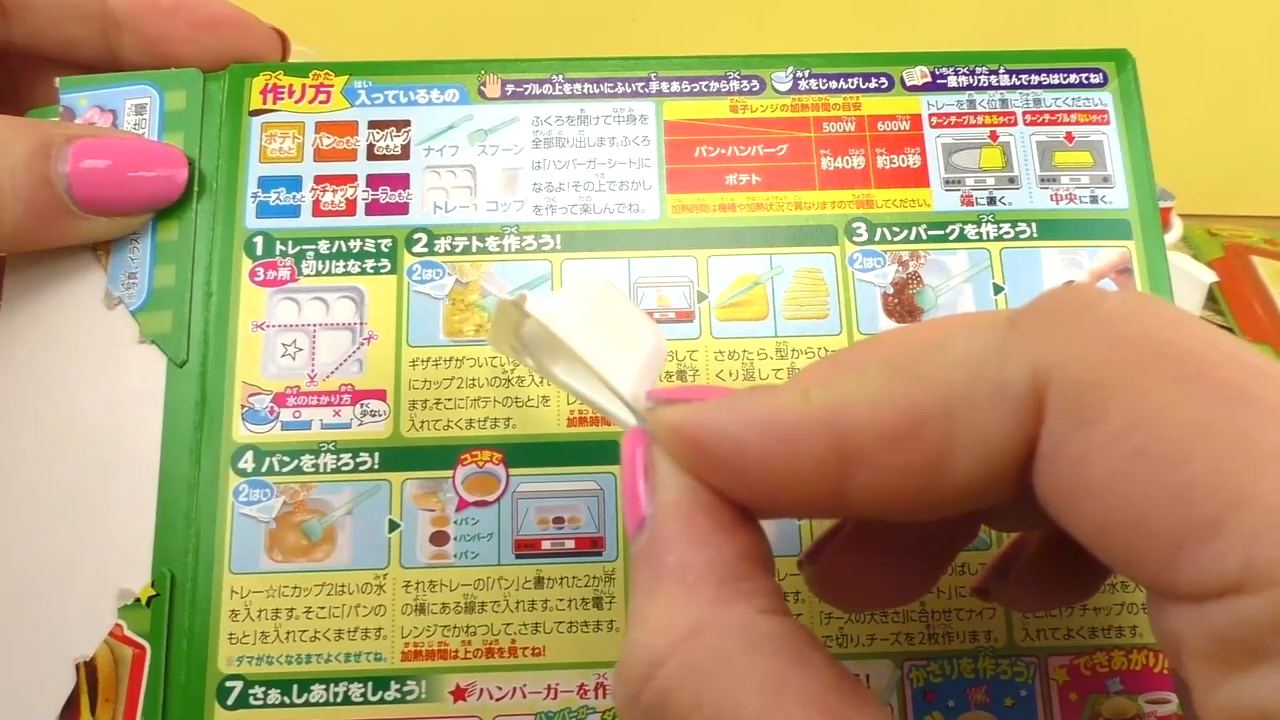 作り方
入っているもの
テーブルの上をきれいにふいて、手をあらってから作ろう
水をじゅんびしよう
一度作り方を読んでからはじめてね!
ポテトのもと
パンのもと
ハンバーグのもと
チーズのもと
ケチャップのもと
コーラのもと
ナイフ
スプーン
トレー
コップ
ふくろを開けて中身を
全部取り出します。ふくろ
は「ハンバーガーシート」に
なるよ!その上でおかし
を作って楽しんでね。
電子レンジの加熱時間の目安
500W
600W
パン・ハンバーグ
ポテト
約40秒
約30秒
加熱時間は機種や加熱状況で異なりますので調整してください。
トレーを置く位置に注意してください。
ターンテーブルがあるタイプ
ターンテーブルがないタイプ
端に置く。
中央に置く。
1 トレーをハサミで
3か所 切りはなそう
水のはかり方
○ ×
少ない
2 ポテトを作ろう!
2はい
ギザギザがついている
にカップ2はいの水を入れ
ます。そこに「ポテトのもと」を
入れてよくまぜます。
加熱時間
さめたら、型からひっ
くり返して取
3 ハンバーグを作ろう!
2はい
4 パンを作ろう!
2はい
ココまで
パン
ハンバーグ
パン
トレー☆にカップ2はいの水
を入れます。そこに「パンの
もと」を入れてよくまぜます。
※ダマがなくなるまでよくまぜてね。
それをトレーの「パン」と書かれた2か所
の横にある線まで入れます。これを電子
レンジでかねつして、さましておきます。
加熱時間は上の表を見てね!
「チーズの大きさ」に合わせてナイフ
で切り、チーズを2枚作ります。
入れてよくまぜます。
7 さぁ、しあげをしよう!
★ハンバーガーを作
かざりを作ろう!
できあがり!